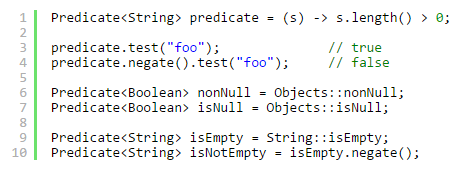 1 Predicate<String> predicate = (s) -> s.length() > 0;
2
3 predicate.test("foo");              // true
4 predicate.negate().test("foo");     // false
5
6 Predicate<Boolean> nonNull = Objects::nonNull;
7 Predicate<Boolean> isNull = Objects::isNull;
8
9 Predicate<String> isEmpty = String::isEmpty;
10 Predicate<String> isNotEmpty = isEmpty.negate();